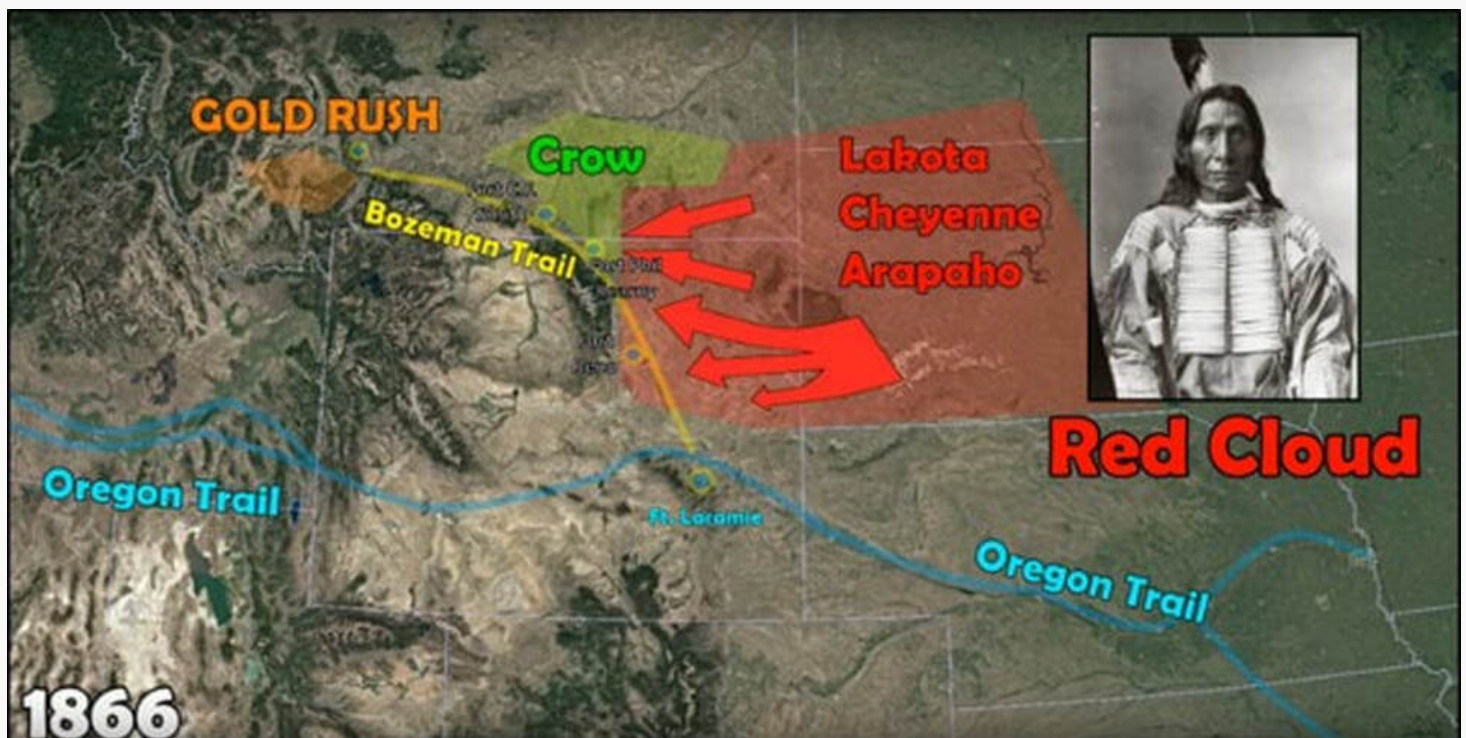 GOLD RUSH
Crow
Lakota
Cheyenne
Arapaho
Bozeman Trail
Red Cloud
Oregon Trail
Ft. Laramie
Oregon Trail
1866